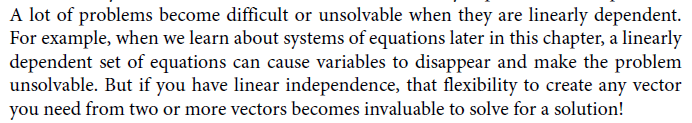 A lot of problems become difficult or unsolvable when they are linearly dependent.
For example, when we learn about systems of equations later in this chapter, a linearly
dependent set of equations can cause variables to disappear and make the problem
unsolvable. But if you have linear independence, that flexibility to create any vector
you need from two or more vectors becomes invaluable to solve for a solution!